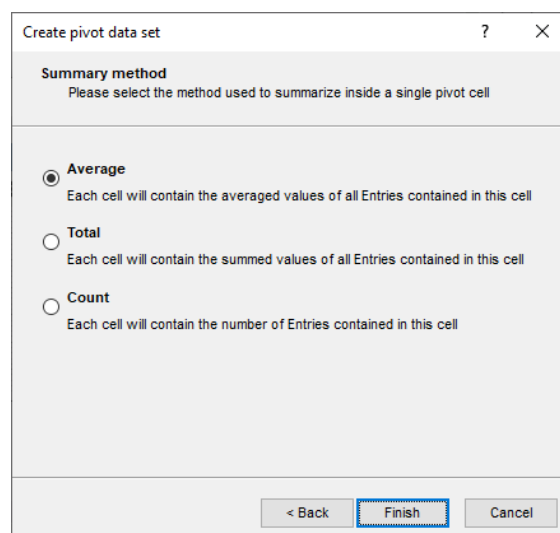 Create pivot data set
Summary method
Please select the method used to summarize inside a single pivot cell
Average
Each cell will contain the averaged values of all Entries contained in this cell
Total
Each cell will contain the summed values of all Entries contained in this cell
Count
Each cell will contain the number of Entries contained in this cell
< Back Finish Cancel